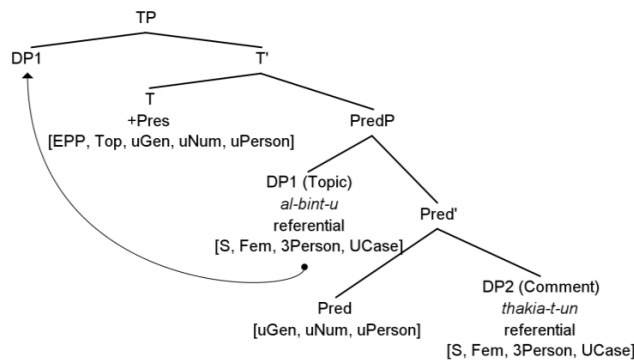 TP
DP1 T'
T
+Pres PredP
[EPP, Top, uGen, uNum, uPerson]
DP1 (Topic)
al-bint-u
referential Pred'
[S, Fem, 3Person, UCase]
DP2 (Comment)
Pred thakia-t-un
[uGen, uNum, uPerson] referential
[S, Fem, 3Person, UCase]